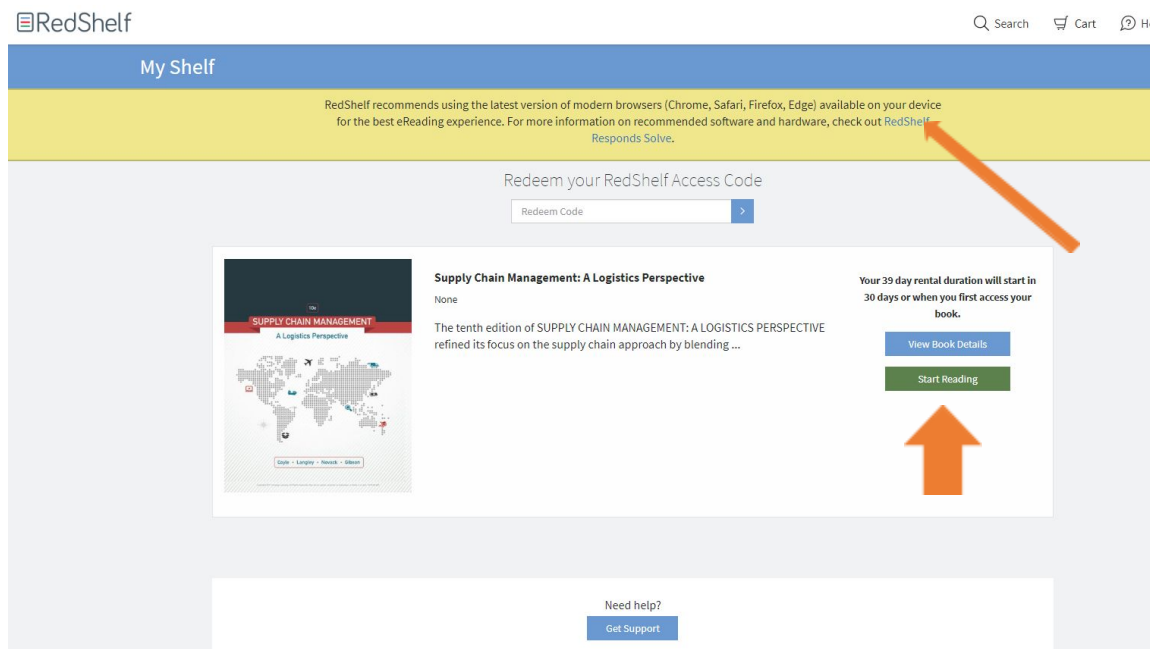 RedShelf
Search
Cart
My Shelf
RedShelf recommends using the latest version of modern browsers (Chrome, Safari, Firefox, Edge) available on your device
for the best eReading experience. For more information on recommended software and hardware, check out RedShelf
Responds Solve.
Redeem your RedShelf Access Code
Redeem Code
Supply Chain Management: A Logistics Perspective
None
The tenth edition of SUPPLY CHAIN MANAGEMENT: A LOGISTICS PERSPECTIVE
refined its focus on the supply chain approach by blending ...
Your 39 day rental duration will start in
30 days or when you first access your
book.
View Book Details
Start Reading
10e
SUPPLY CHAIN MANAGEMENT
A Logistics Perspective
Coyle - Langley - Novack - Gibson
Need help?
Get Support